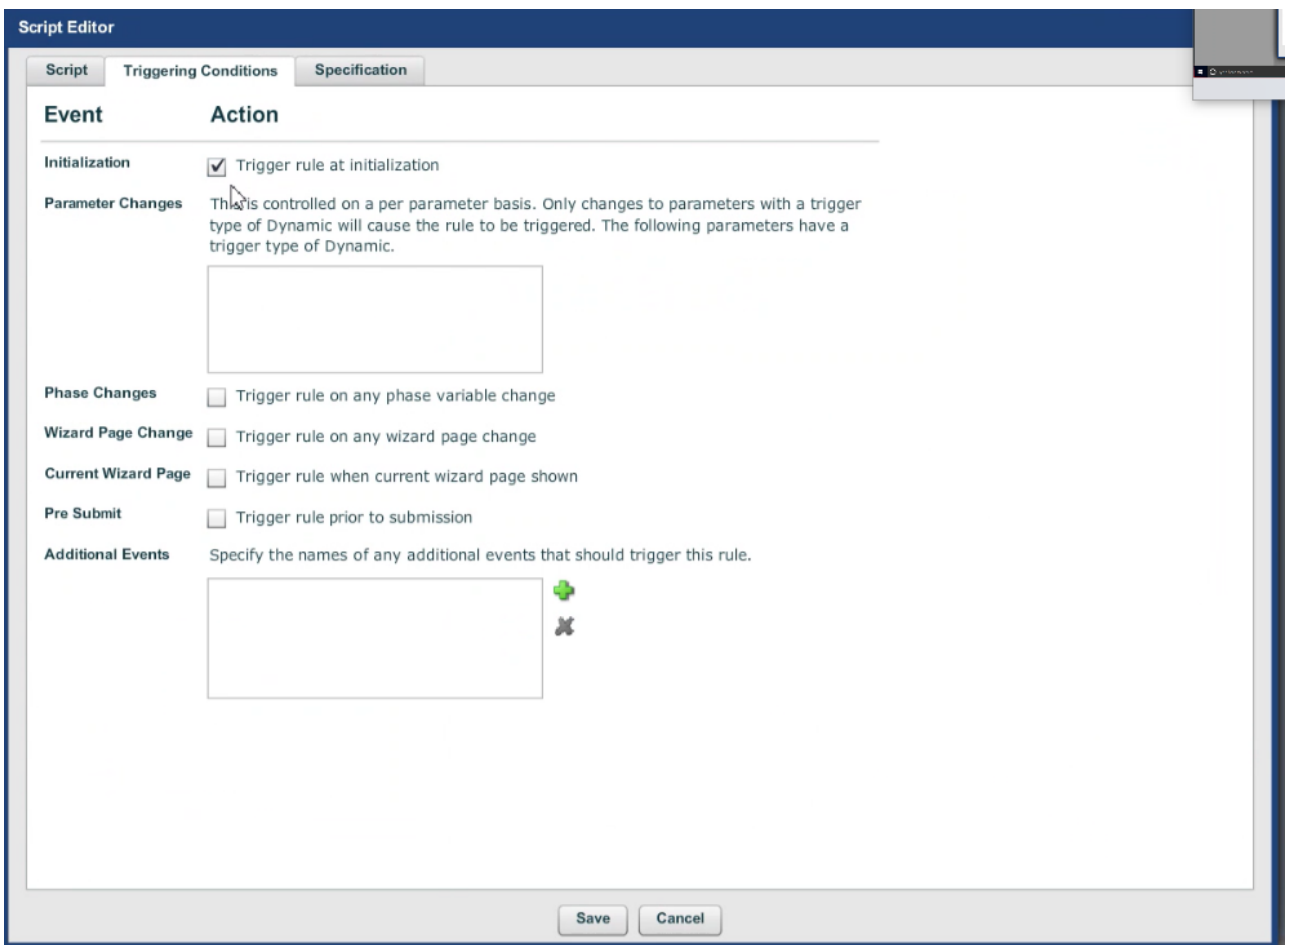 Script Editor
Script
Triggering Conditions
Specification
Event
Action
Initialization
Trigger rule at initialization
Parameter Changes
This is controlled on a per parameter basis. Only changes to parameters with a trigger
type of Dynamic will cause the rule to be triggered. The following parameters have a
trigger type of Dynamic.
Phase Changes
Trigger rule on any phase variable change
Wizard Page Change
Trigger rule on any wizard page change
Current Wizard Page
Trigger rule when current wizard page shown
Pre Submit
Trigger rule prior to submission
Additional Events
Specify the names of any additional events that should trigger this rule.
Save
Cancel